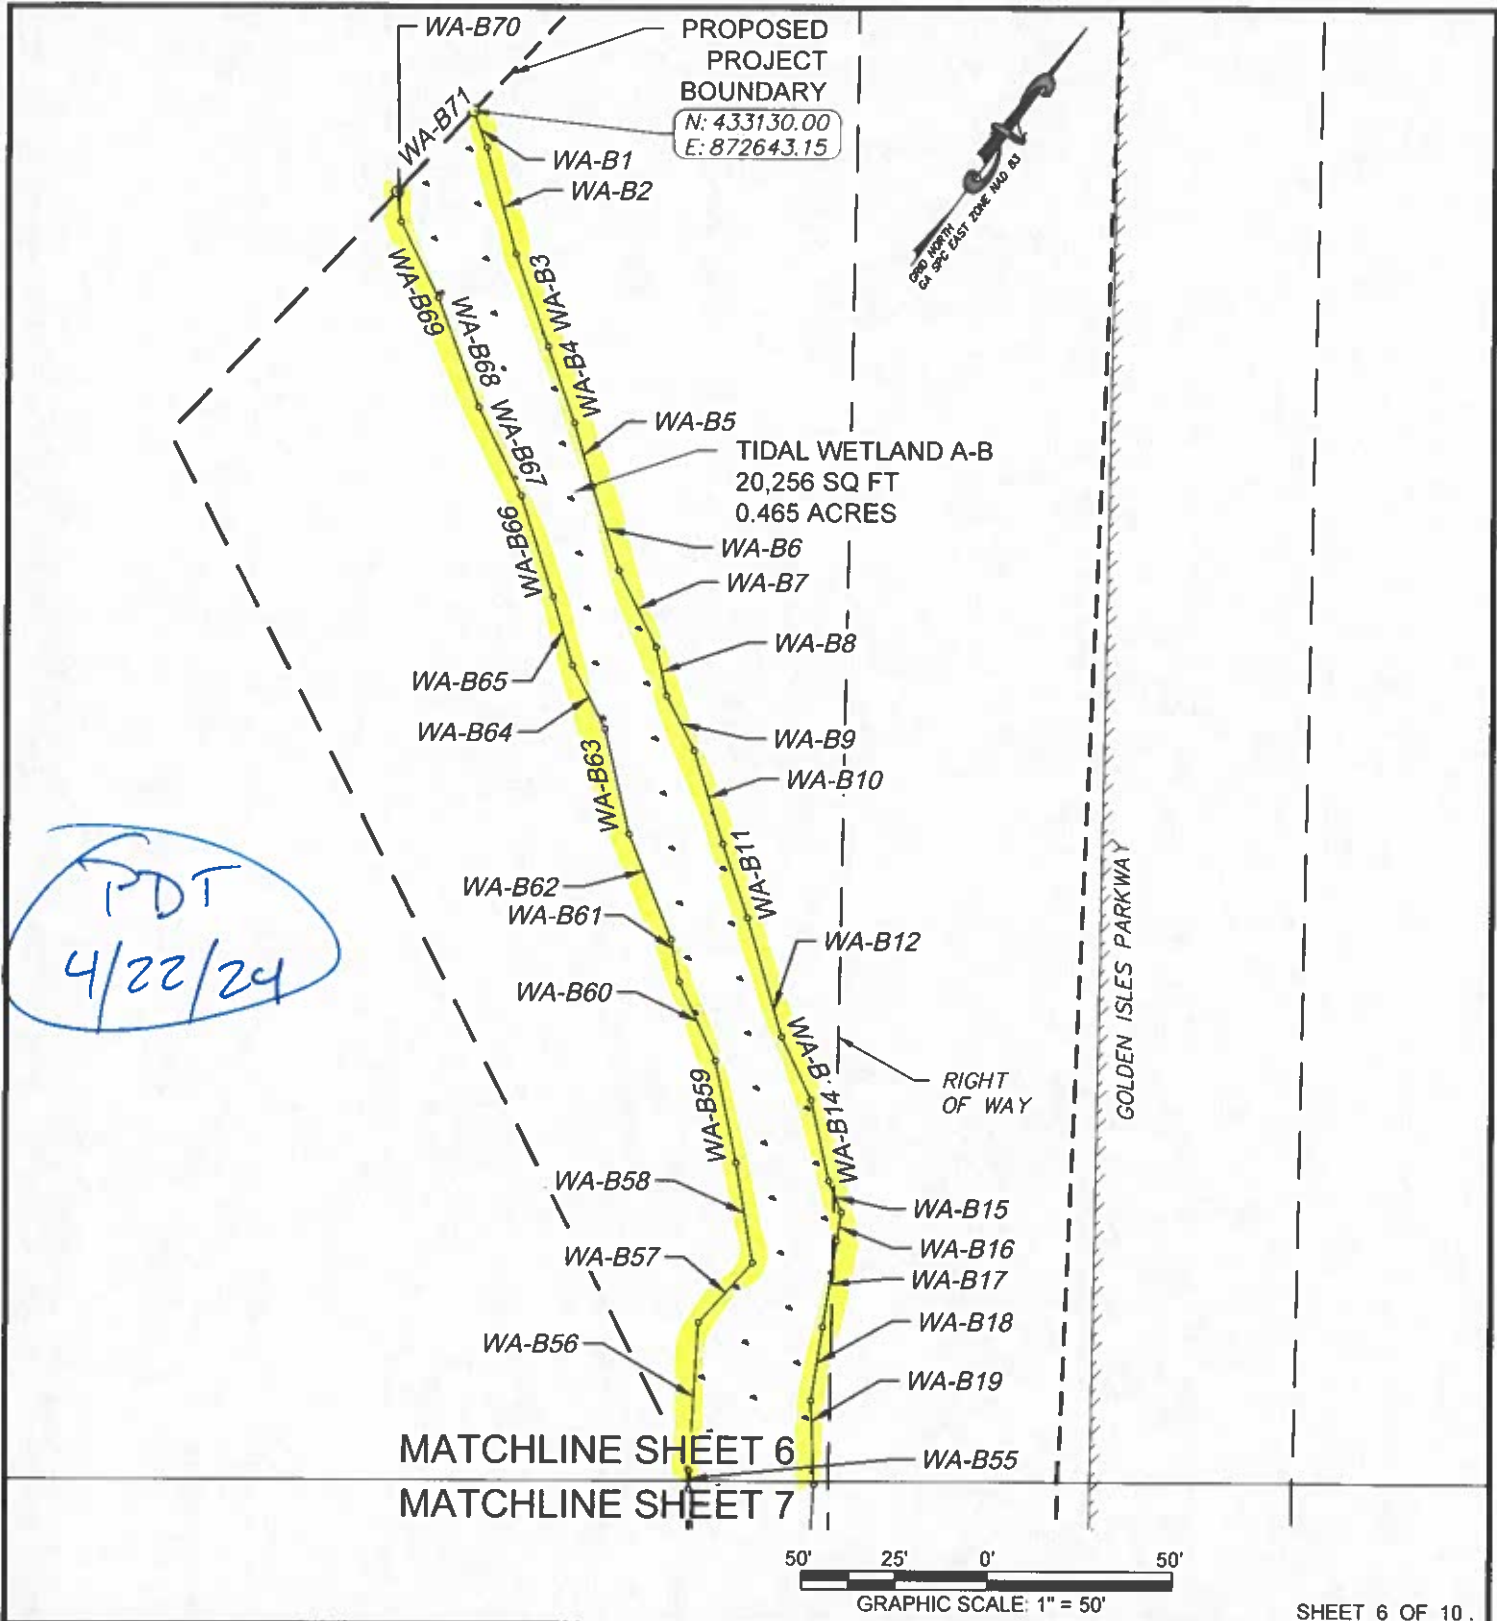 WA-B70
PROPOSED
PROJECT
BOUNDARY
N: 433130.00
E: 872643.15
WA-B71
WA-B1
WA-B2
GRID NORTH
GA SPC EAST ZONE NAD 83
WA-B3
WA-B69
WA-B68
WA-B4
WA-B5
WA-B67
TIDAL WETLAND A-B
20,256 SQ FT
0.465 ACRES
WA-B66
WA-B6
WA-B7
WA-B8
WA-B65
WA-B64
WA-B9
WA-B63
WA-B10
WA-B11
PDT
4/22/24
WA-B62
WA-B61
WA-B12
WA-B60
GOLDEN ISLES PARKWAY
WA-B
RIGHT
OF WAY
WA-B59
WA-B14
WA-B58
WA-B15
WA-B16
WA-B57
WA-B17
WA-B18
WA-B56
WA-B19
MATCHLINE SHEET 6
WA-B55
MATCHLINE SHEET 7
50' 25' 0' 50'
GRAPHIC SCALE: 1" = 50'
SHEET 6 OF 10